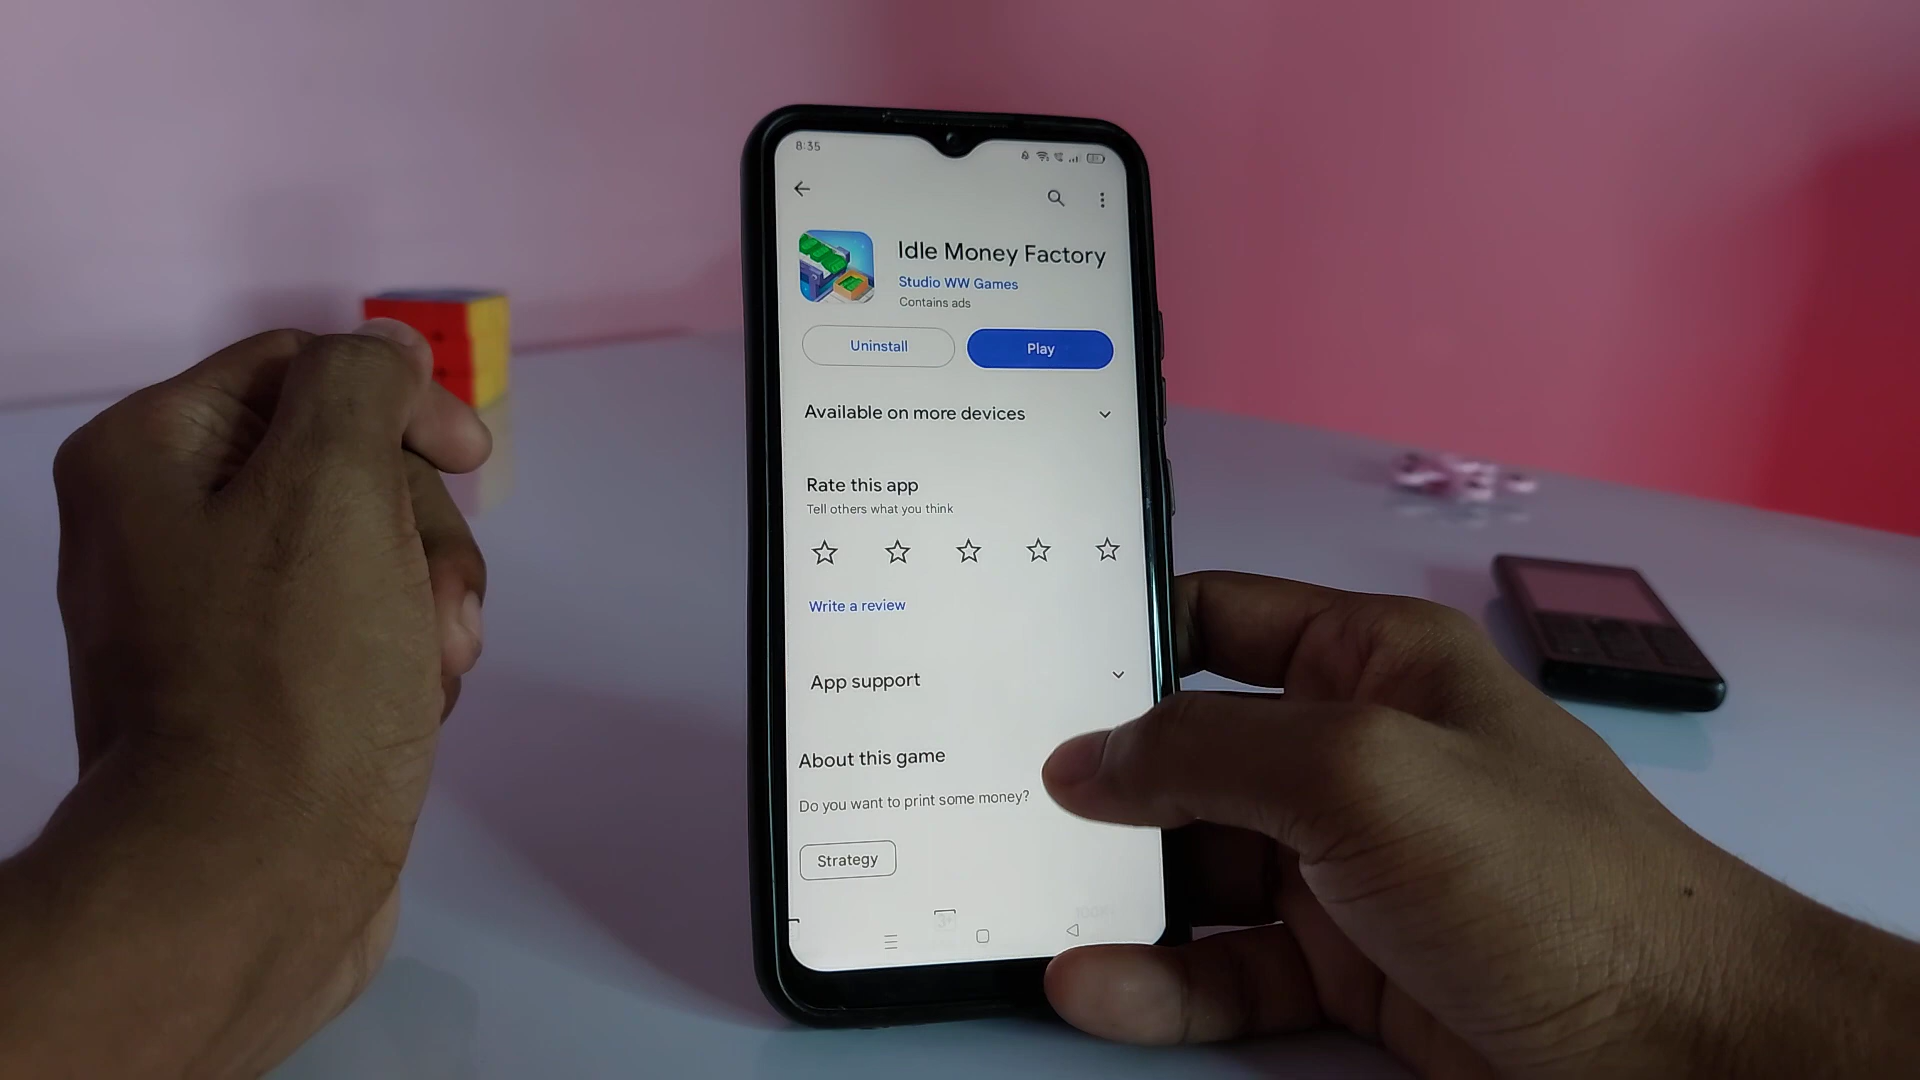 8:35
Idle Money Factory
Studio WW Games
Contains ads
Uninstall
Play
Available on more devices
Rate this app
Tell others what you think
Write a review
App support
About this game
Do you want to print some money?
Strategy
3+